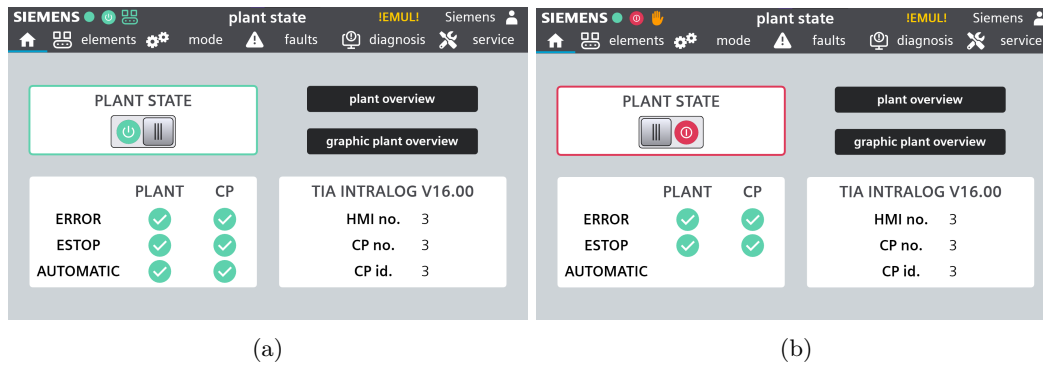 SIEMENS plant state !EMUL! Siemens
elements mode faults diagnosis service
PLANT STATE
plant overview
graphic plant overview
PLANT CP
ERROR
ESTOP
AUTOMATIC
TIA INTRALOG V16.00
HMI no. 3
CP no. 3
CP id. 3
(a)
SIEMENS plant state !EMUL! Siemens
elements mode faults diagnosis service
PLANT STATE
plant overview
graphic plant overview
PLANT CP
ERROR
ESTOP
AUTOMATIC
TIA INTRALOG V16.00
HMI no. 3
CP no. 3
CP id. 3
(b)